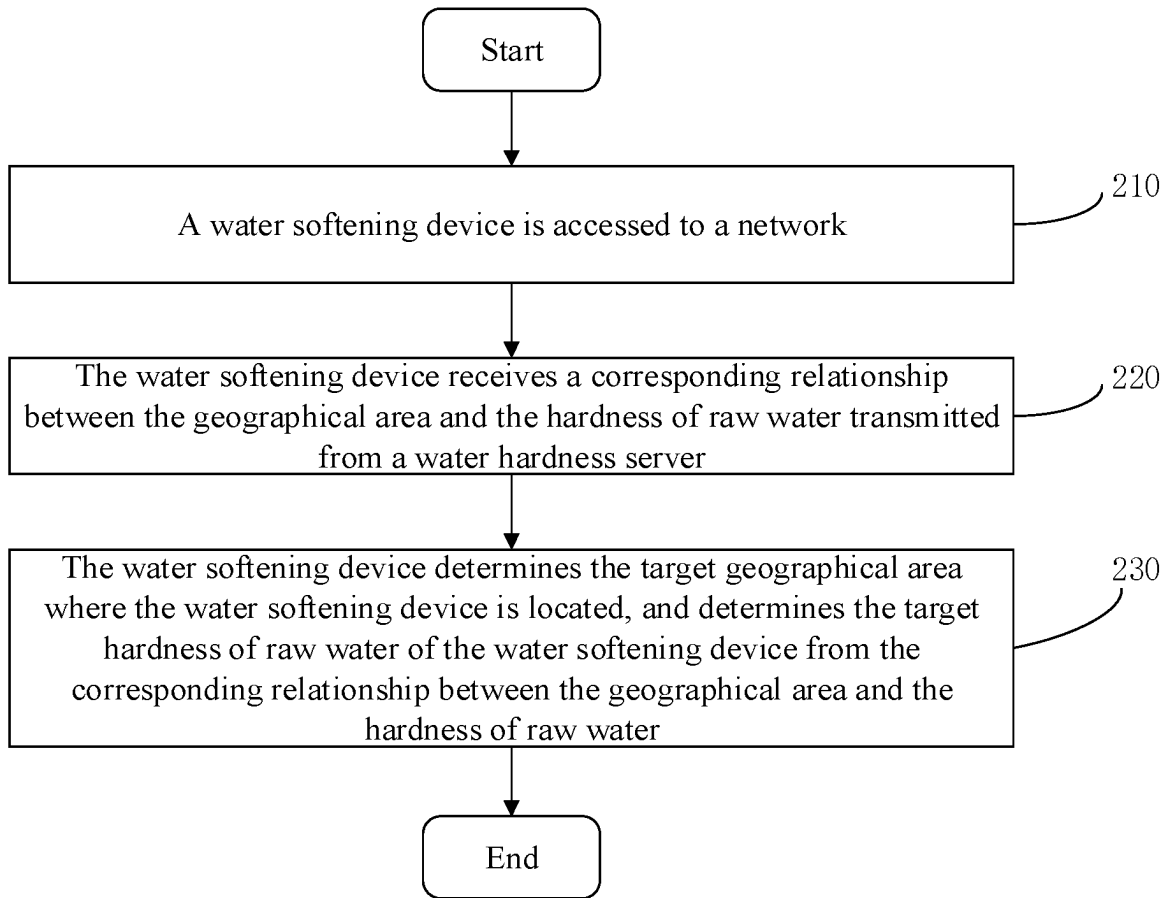 Start
A water softening device is accessed to a network
210
The water softening device receives a corresponding relationship
between the geographical area and the hardness of raw water transmitted
from a water hardness server
220
The water softening device determines the target geographical area
where the water softening device is located, and determines the target
hardness of raw water of the water softening device from the
corresponding relationship between the geographical area and the
hardness of raw water
230
End